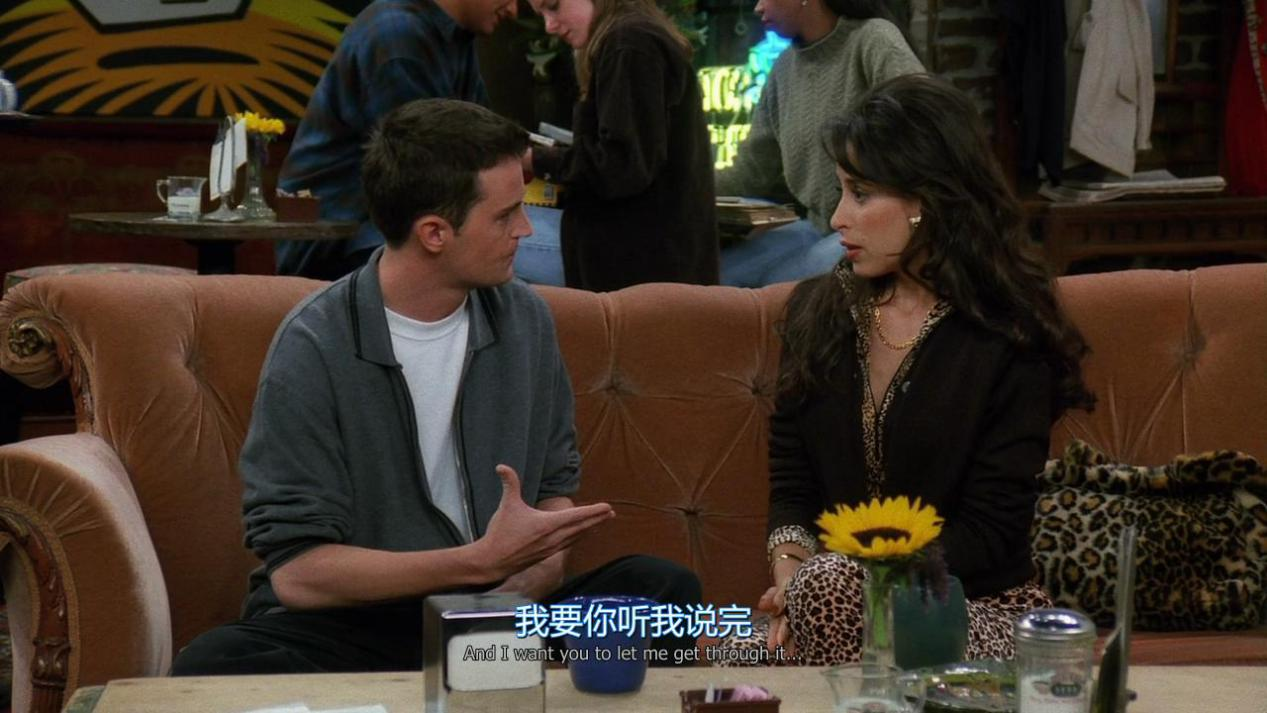 我要你听我说完
And I want you to let me get through it...